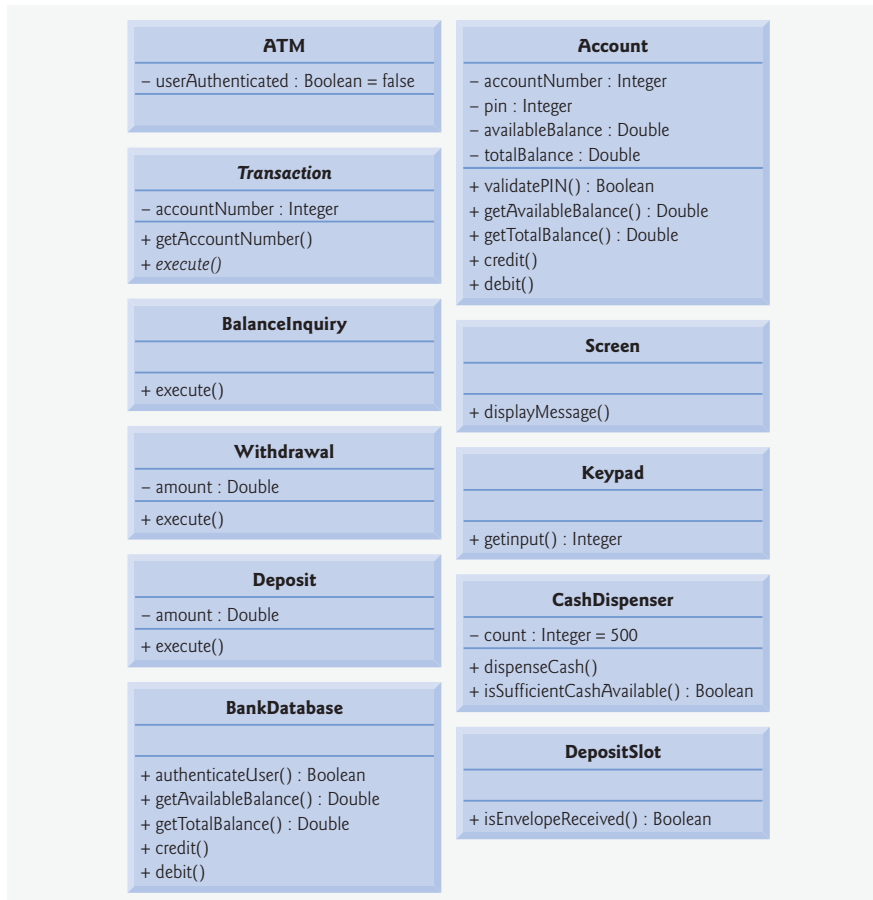 ATM
– userAuthenticated : Boolean = false
Transaction
– accountNumber : Integer
+ getAccountNumber()
+ execute()
BalanceInquiry
+ execute()
Withdrawal
– amount : Double
+ execute()
Deposit
– amount : Double
+ execute()
BankDatabase
+ authenticateUser() : Boolean
+ getAvailableBalance() : Double
+ getTotalBalance() : Double
+ credit()
+ debit()
Account
– accountNumber : Integer
– pin : Integer
– availableBalance : Double
– totalBalance : Double
+ validatePIN() : Boolean
+ getAvailableBalance() : Double
+ getTotalBalance() : Double
+ credit()
+ debit()
Screen
+ displayMessage()
Keypad
+ getinput() : Integer
CashDispenser
– count : Integer = 500
+ dispenseCash()
+ isSufficientCashAvailable() : Boolean
DepositSlot
+ isEnvelopeReceived() : Boolean